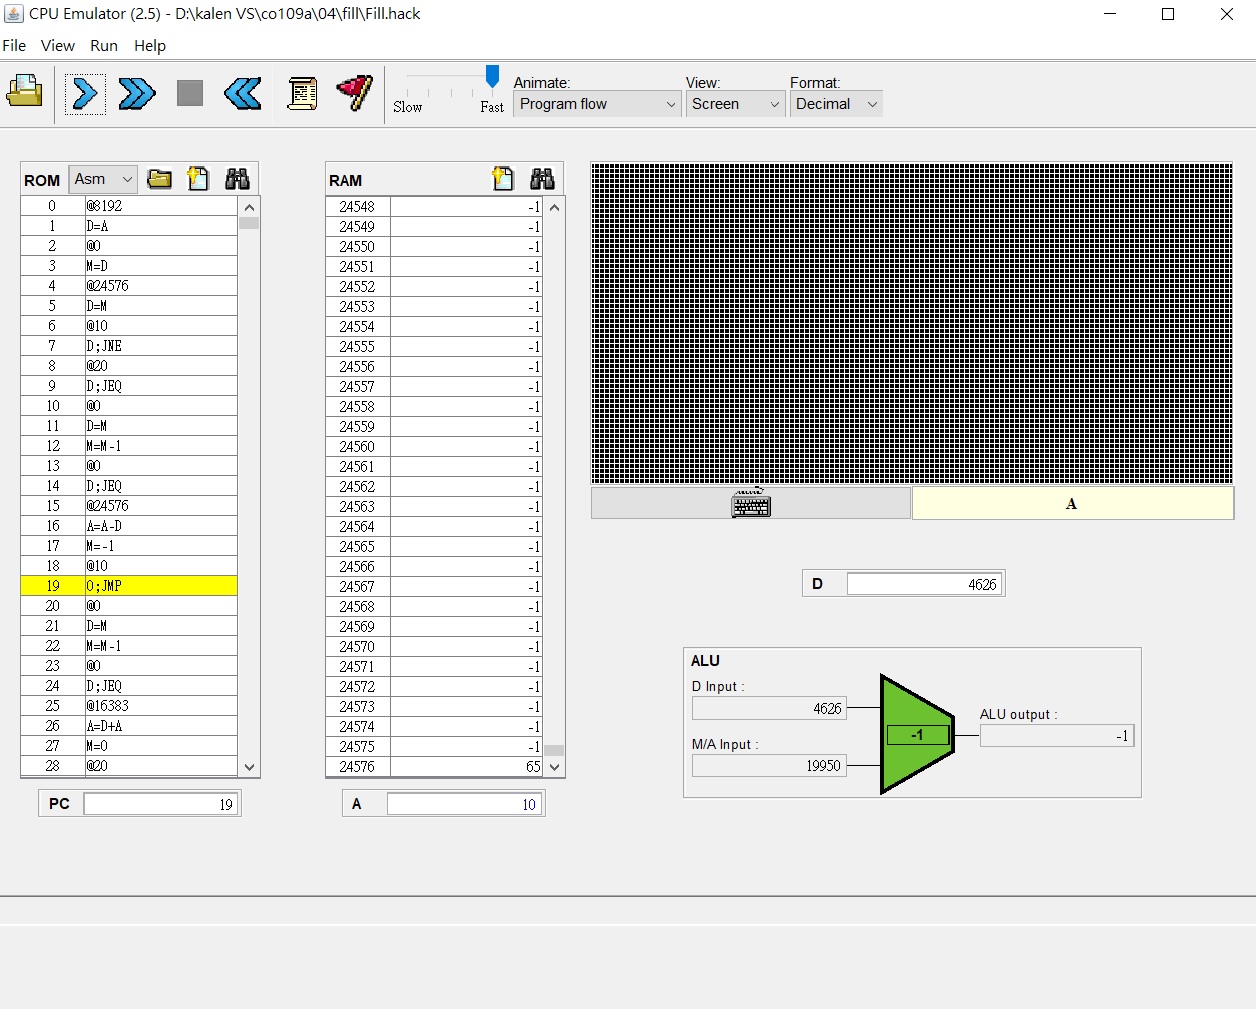 CPU Emulator (2.5) - D:\kalen VS\co109a\04\fill\Fill.hack
File View Run Help
Slow Fast
Animate:
Program flow
View:
Screen
Format:
Decimal
ROM Asm
0 @8192
1 D=A
2 @0
3 M=D
4 @24576
5 D=M
6 @10
7 D;JNE
8 @20
9 D;JEQ
10 @0
11 D=M
12 M=M-1
13 @0
14 D;JEQ
15 @24576
16 A=A-D
17 M=-1
18 @10
19 0;JMP
20 @0
21 D=M
22 M=M-1
23 @0
24 D;JEQ
25 @16383
26 A=D+A
27 M=0
28 @20
PC 19
RAM
24548 -1
24549 -1
24550 -1
24551 -1
24552 -1
24553 -1
24554 -1
24555 -1
24556 -1
24557 -1
24558 -1
24559 -1
24560 -1
24561 -1
24562 -1
24563 -1
24564 -1
24565 -1
24566 -1
24567 -1
24568 -1
24569 -1
24570 -1
24571 -1
24572 -1
24573 -1
24574 -1
24575 -1
24576 65
A 10
A
D 4626
ALU
D Input :
4626
M/A Input :
19950
-1
ALU output :
-1